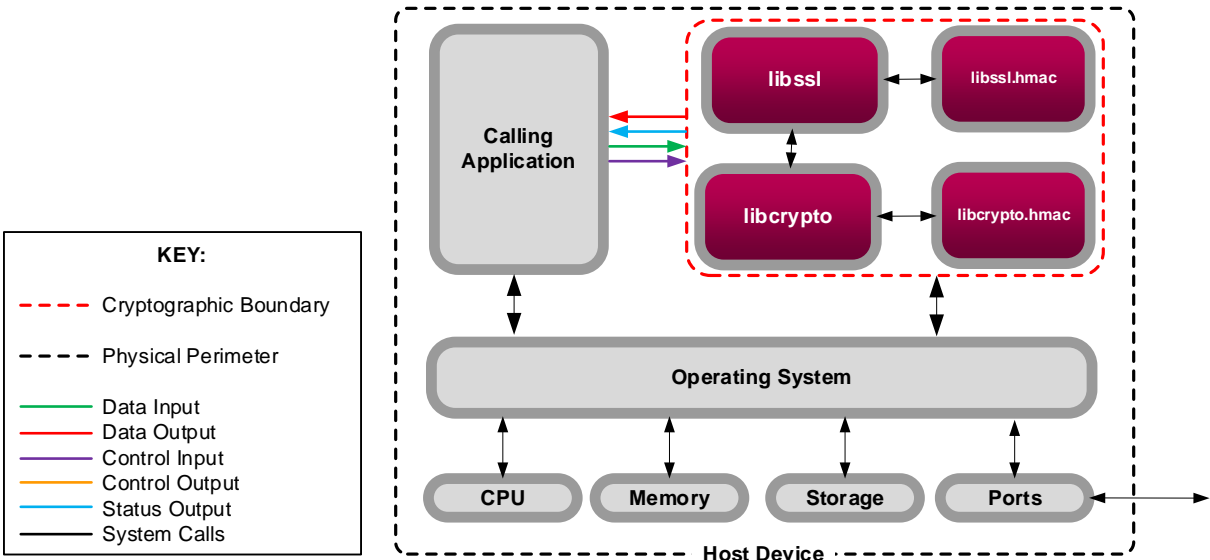 libssl
libssl.hmac
Calling
Application
libcrypto
libcrypto.hmac
KEY:
Cryptographic Boundary
Physical Perimeter
Data Input
Data Output
Control Input
Control Output
Status Output
System Calls
Operating System
CPU
Memory
Storage
Ports
Host Device